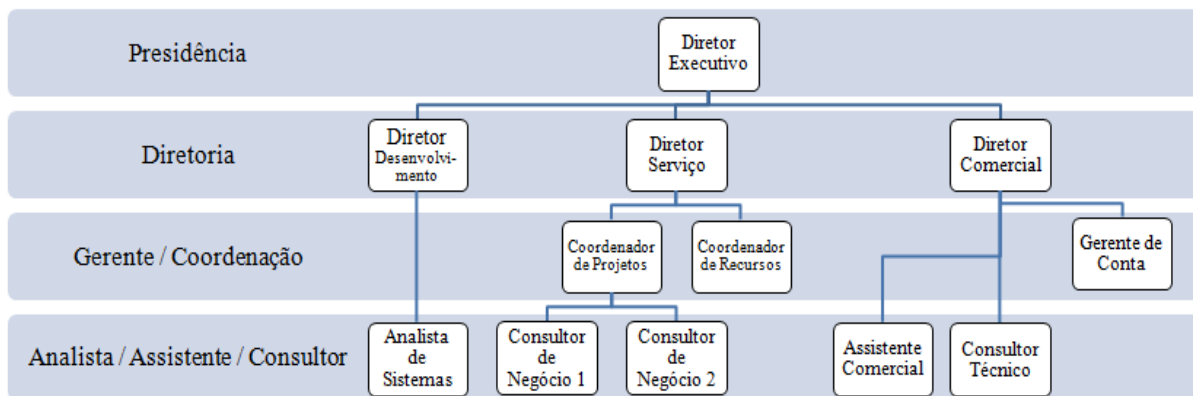 Presidência
Diretor
Executivo
Diretoria
Diretor
Desenvolvi-
mento
Diretor
Serviço
Diretor
Comercial
Gerente / Coordenação
Coordenador
de Projetos
Coordenador
de Recursos
Gerente de
Conta
Analista / Assistente / Consultor
Analista
de
Sistemas
Consultor
de
Negócio 1
Consultor
de
Negócio 2
Assistente
Comercial
Consultor
Técnico